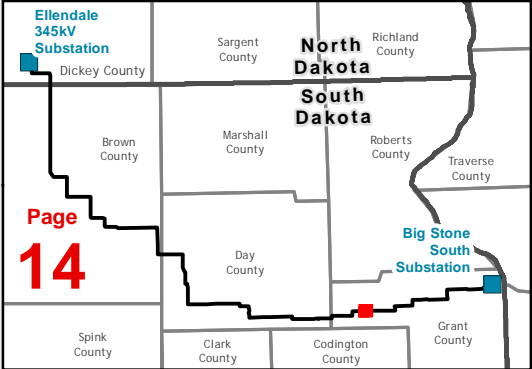 Ellendale
345kV
Substation
Dickey County
Sargent
County
North
Dakota
Richland
County
South
Dakota
Brown
County
Marshall
County
Roberts
County
Traverse
County
Page
14
Day
County
Big Stone
South
Substation
Spink
County
Clark
County
Codington
County
Grant
County